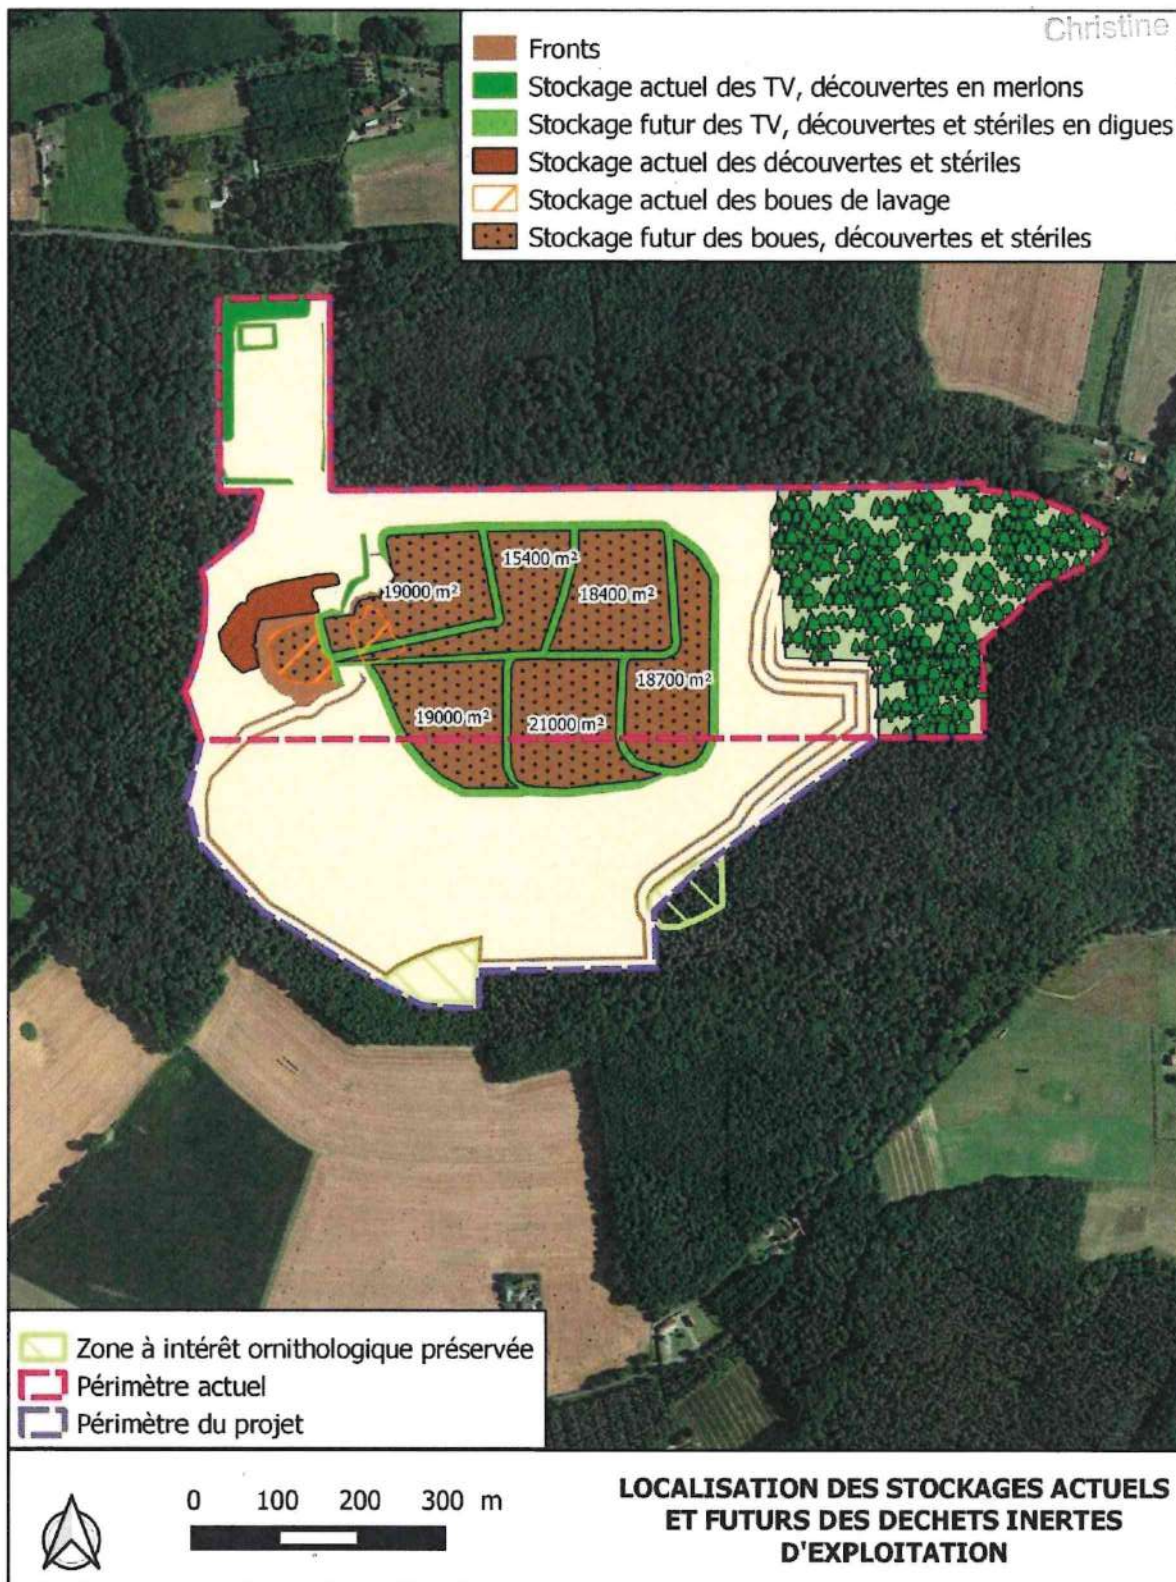 Christine
Fronts
Stockage actuel des TV, découvertes en merlons
Stockage futur des TV, découvertes et stériles en digues
Stockage actuel des découvertes et stériles
Stockage actuel des boues de lavage
Stockage futur des boues, découvertes et stériles
15400 m²
19000 m²
18400 m²
18700 m²
19000 m²
21000 m²
Zone à intérêt ornithologique préservée
Périmètre actuel
Périmètre du projet
0 100 200 300 m
LOCALISATION DES STOCKAGES ACTUELS
ET FUTURS DES DECHETS INERTES
D'EXPLOITATION